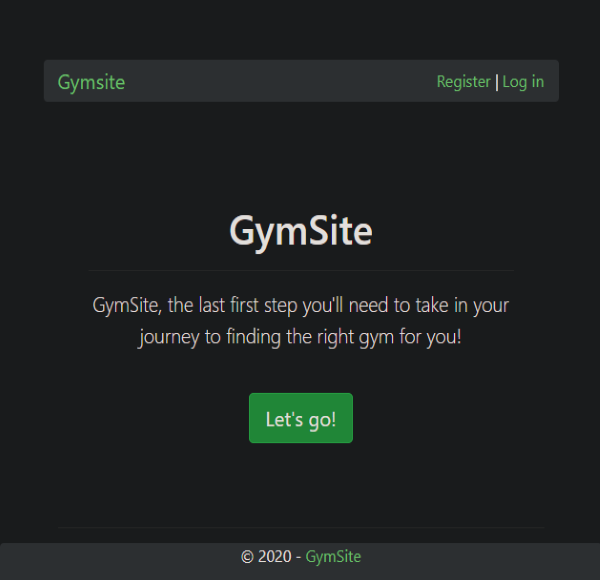 Gymsite
Register | Log in
GymSite
GymSite, the last first step you'll need to take in your
journey to finding the right gym for you!
Let's go!
© 2020 - GymSite